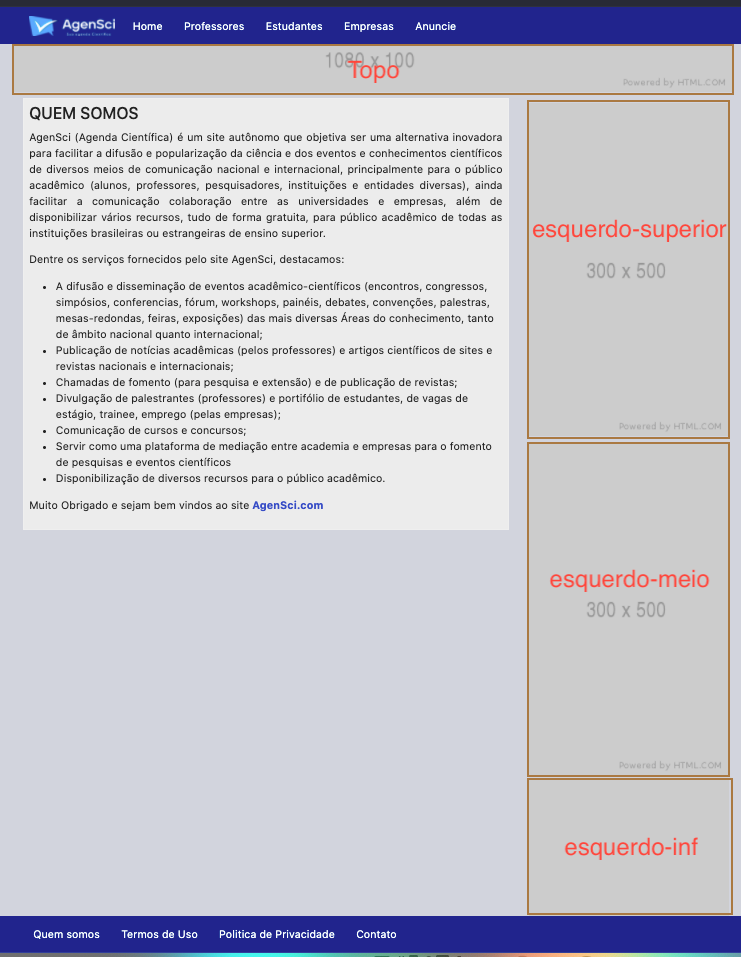 AgenSci
Home Professores Estudantes Empresas Anuncie
1080 x 100
Topo
Powered by HTML.COM
QUEM SOMOS
AgenSci (Agenda Científica) é um site autônomo que objetiva ser uma alternativa inovadora
para facilitar a difusão e popularização da ciência e dos eventos e conhecimentos científicos
de diversos meios de comunicação nacional e internacional, principalmente para o público
acadêmico (alunos, professores, pesquisadores, instituições e entidades diversas), ainda
facilitar a comunicação colaboração entre as universidades e empresas, além de
disponibilizar vários recursos, tudo de forma gratuita, para público acadêmico de todas as
instituições brasileiras ou estrangeiras de ensino superior.
Dentre os serviços fornecidos pelo site AgenSci, destacamos:
• A difusão e disseminação de eventos acadêmico-científicos (encontros, congressos,
simpósios, conferencias, fórum, workshops, painéis, debates, convenções, palestras,
mesas-redondas, feiras, exposições) das mais diversas Áreas do conhecimento, tanto
de âmbito nacional quanto internacional;
• Publicação de notícias acadêmicas (pelos professores) e artigos científicos de sites e
revistas nacionais e internacionais;
• Chamadas de fomento (para pesquisa e extensão) e de publicação de revistas;
• Divulgação de palestrantes (professores) e portifólio de estudantes, de vagas de
estágio, trainee, emprego (pelas empresas);
• Comunicação de cursos e concursos;
• Servir como uma plataforma de mediação entre academia e empresas para o fomento
de pesquisas e eventos científicos
• Disponibilização de diversos recursos para o público acadêmico.
Muito Obrigado e sejam bem vindos ao site AgenSci.com
esquerdo-superior
300 x 500
Powered by HTML.COM
esquerdo-meio
300 x 500
Powered by HTML.COM
esquerdo-inf
Quem somos Termos de Uso Politica de Privacidade Contato